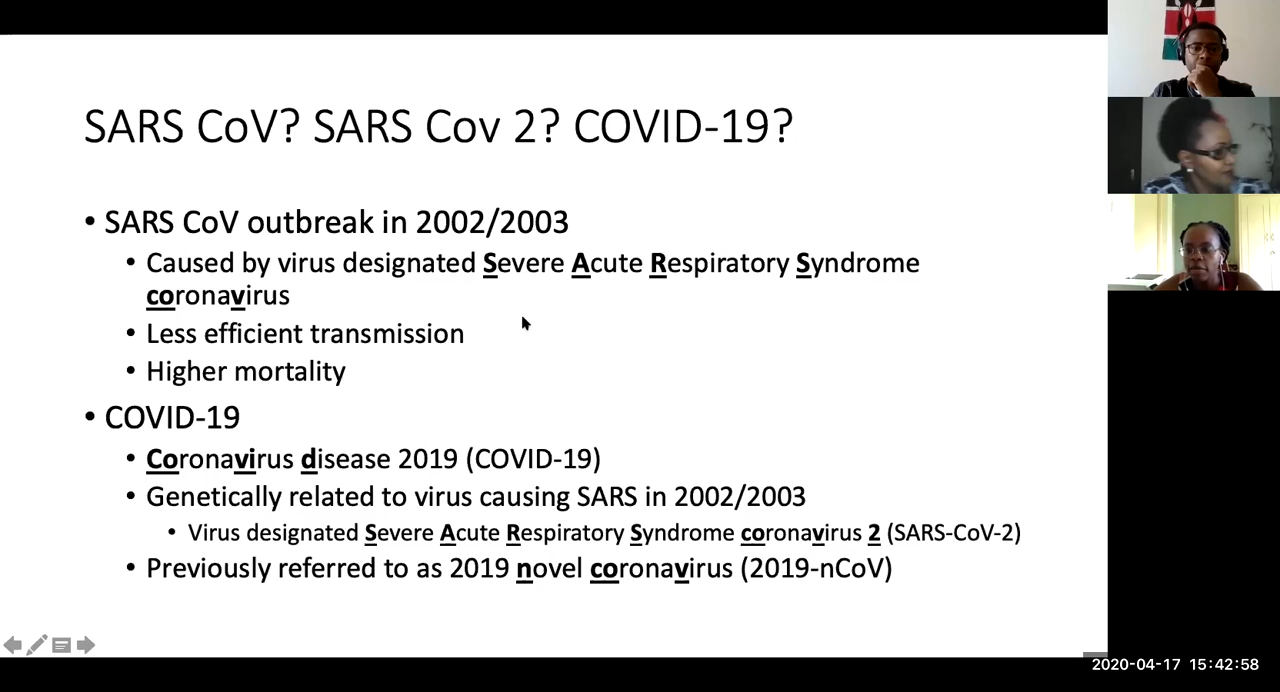 SARS CoV? SARS Cov 2? COVID-19?
• SARS CoV outbreak in 2002/2003
• Caused by virus designated Severe Acute Respiratory Syndrome
coronavirus
• Less efficient transmission
• Higher mortality
• COVID-19
• Coronavirus disease 2019 (COVID-19)
• Genetically related to virus causing SARS in 2002/2003
• Virus designated Severe Acute Respiratory Syndrome coronavirus 2 (SARS-CoV-2)
• Previously referred to as 2019 novel coronavirus (2019-nCoV)
2020-04-17 15:42:58